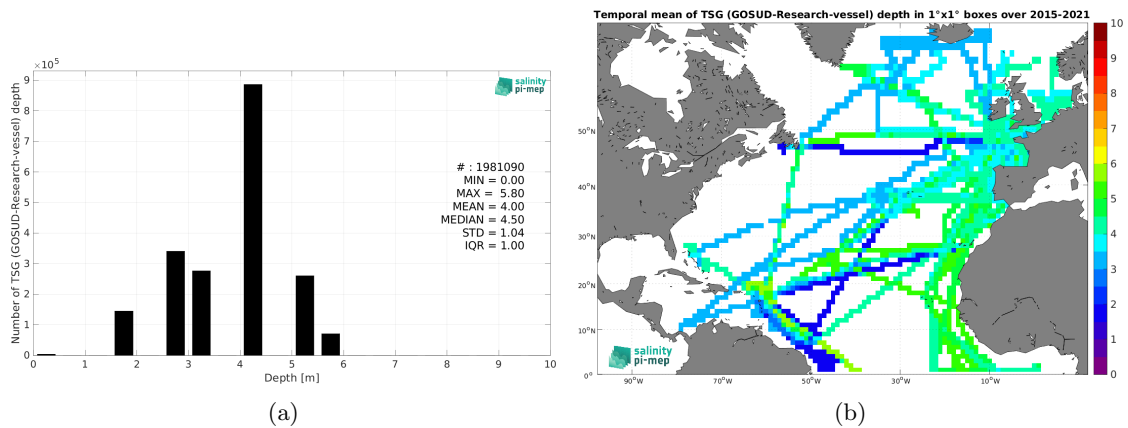 ×10⁵
9
8
7
6
5
4
3
2
1
0
Number of TSG (GOSUD-Research-vessel) depth
salinity
pi-mep
# : 1981090
MIN = 0.00
MAX = 5.80
MEAN = 4.00
MEDIAN = 4.50
STD = 1.04
IQR = 1.00
0 1 2 3 4 5 6 7 8 9 10
Depth [m]
(a)
Temporal mean of TSG (GOSUD-Research-vessel) depth in 1°x1° boxes over 2015-2021
50°N
40°N
30°N
20°N
10°N
0°
90°W 70°W 50°W 30°W 10°W
salinity
pi-mep
10
9
8
7
6
5
4
3
2
1
0
(b)